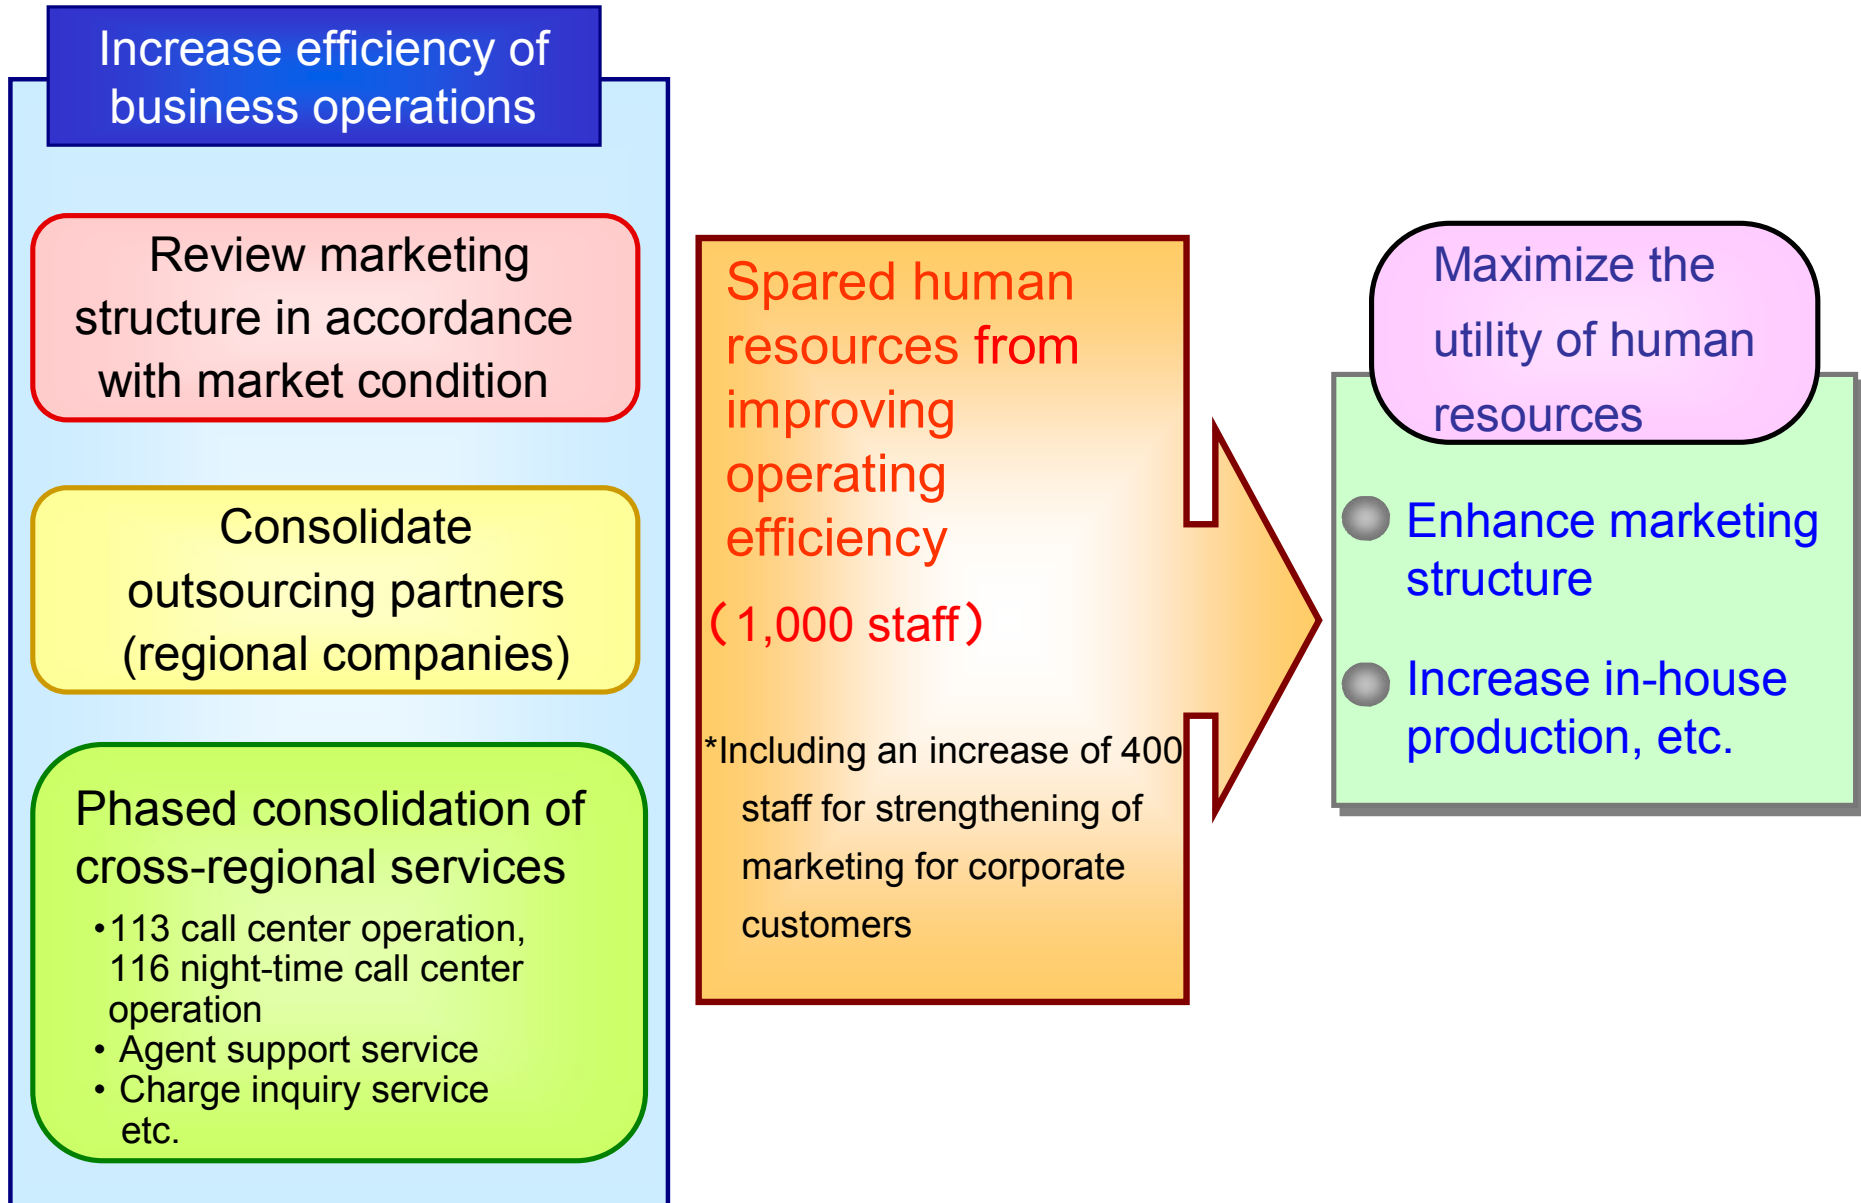 Increase efficiency of
business operations
Review marketing
structure in accordance
with market condition
Consolidate
outsourcing partners
(regional companies)
Phased consolidation of
cross-regional services
•113 call center operation,
116 night-time call center
operation
• Agent support service
• Charge inquiry service
etc.
Spared human
resources from
improving
operating
efficiency
（1,000 staff）
*Including an increase of 400
staff for strengthening of
marketing for corporate
customers
Maximize the
utility of human
resources
Enhance marketing
structure
Increase in-house
production, etc.